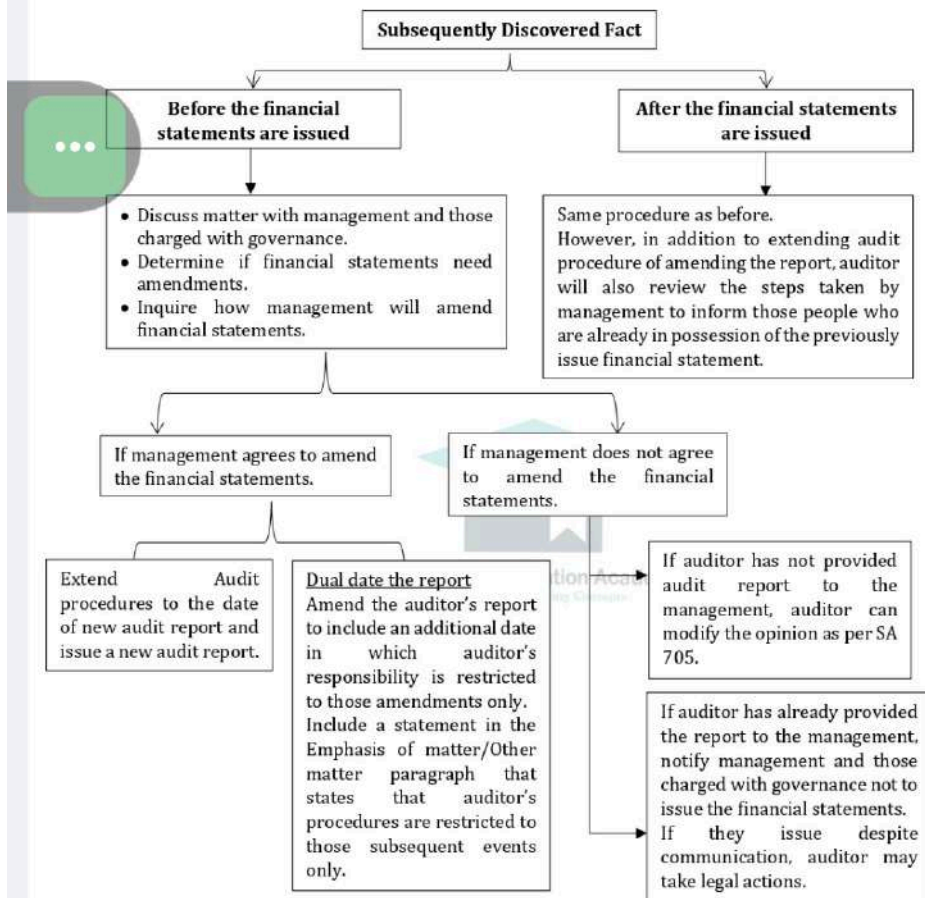 Subsequently Discovered Fact
Before the financial
statements are issued
After the financial statements
are issued
• Discuss matter with management and those
charged with governance.
• Determine if financial statements need
amendments.
• Inquire how management will amend
financial statements.
Same procedure as before.
However, in addition to extending audit
procedure of amending the report, auditor
will also review the steps taken by
management to inform those people who
are already in possession of the previously
issue financial statement.
If management agrees to amend
the financial statements.
If management does not agree
to amend the financial
statements.
Extend Audit
procedures to the date
of new audit report and
issue a new audit report.
Dual date the report
Amend the auditor's report
to include an additional date
in which auditor's
responsibility is restricted
to those amendments only.
Include a statement in the
Emphasis of matter/Other
matter paragraph that
states that auditor's
procedures are restricted to
those subsequent events
only.
If auditor has not provided
audit report to the
management, auditor can
modify the opinion as per SA
705.
If auditor has already provided
the report to the management,
notify management and those
charged with governance not to
issue the financial statements.
If they issue despite
communication, auditor may
take legal actions.